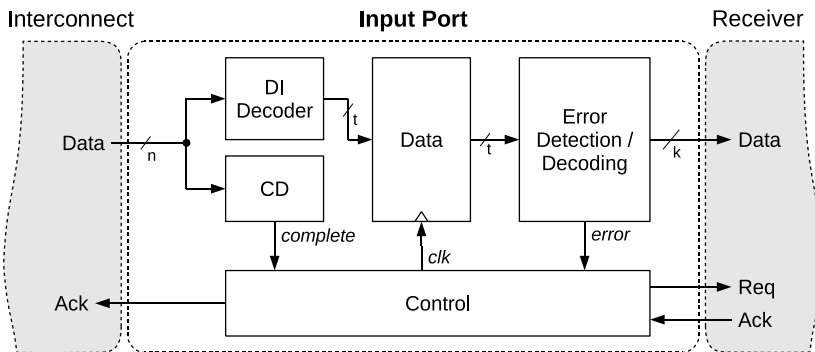 Interconnect
Input Port
Receiver
DI
Decoder
t
Data
n
CD
complete
Data
clk
t
Error
Detection /
Decoding
error
k
Data
Ack
Control
Req
Ack